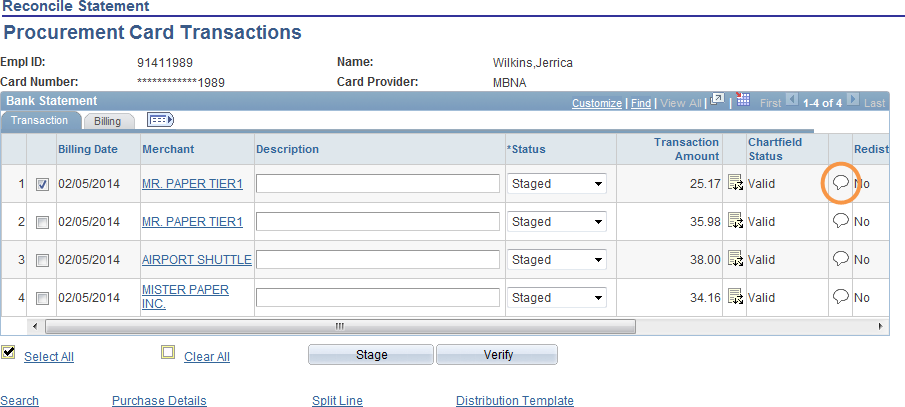 Reconcile Statement
Procurement Card Transactions
Empl ID: 91411989 Name: Wilkins,Jerrica
Card Number: ************1989 Card Provider: MBNA
Bank Statement Customize | Find | View All | | First 1-4 of 4 Last
Transaction Billing
Billing Date Merchant Description *Status Transaction Amount Chartfield Status Redist
1 02/05/2014 MR. PAPER TIER1 Staged 25.17 Valid No
2 02/05/2014 MR. PAPER TIER1 Staged 35.98 Valid No
3 02/05/2014 AIRPORT SHUTTLE Staged 38.00 Valid No
4 02/05/2014 MISTER PAPER INC. Staged 34.16 Valid No
Select All Clear All Stage Verify
Search Purchase Details Split Line Distribution Template